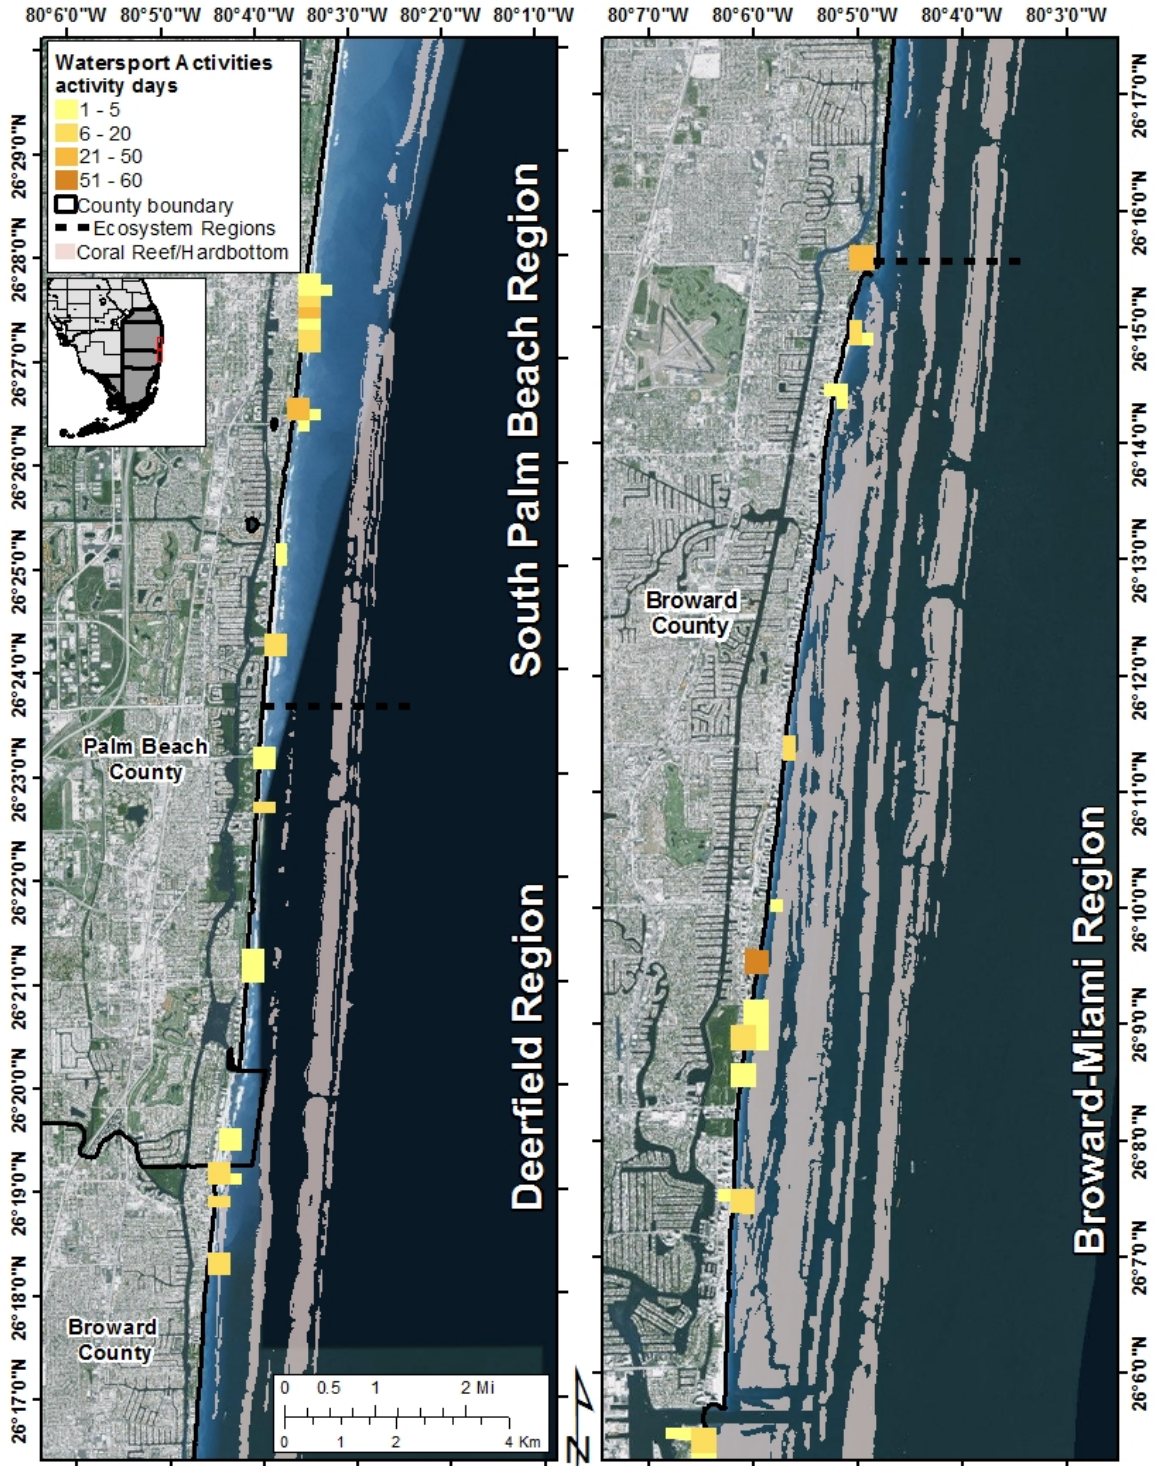 80°6'0"W 80°5'0"W 80°4'0"W 80°3'0"W 80°2'0"W 80°1'0"W
80°7'0"W 80°6'0"W 80°5'0"W 80°4'0"W 80°3'0"W
Watersport Activities
activity days
1 - 5
6 - 20
21 - 50
51 - 60
County boundary
Ecosystem Regions
Coral Reef/Hardbottom
26°29'0"N
26°28'0"N
26°27'0"N
26°26'0"N
26°25'0"N
26°24'0"N
26°23'0"N
26°22'0"N
26°21'0"N
26°20'0"N
26°19'0"N
26°18'0"N
26°17'0"N
South Palm Beach Region
Palm Beach
County
Deerfield Region
Broward
County
0 0.5 1 2 Mi
0 1 2 4 Km
N
Broward
County
Broward-Miami Region
26°17'0"N
26°16'0"N
26°15'0"N
26°14'0"N
26°13'0"N
26°12'0"N
26°11'0"N
26°10'0"N
26°9'0"N
26°8'0"N
26°7'0"N
26°6'0"N